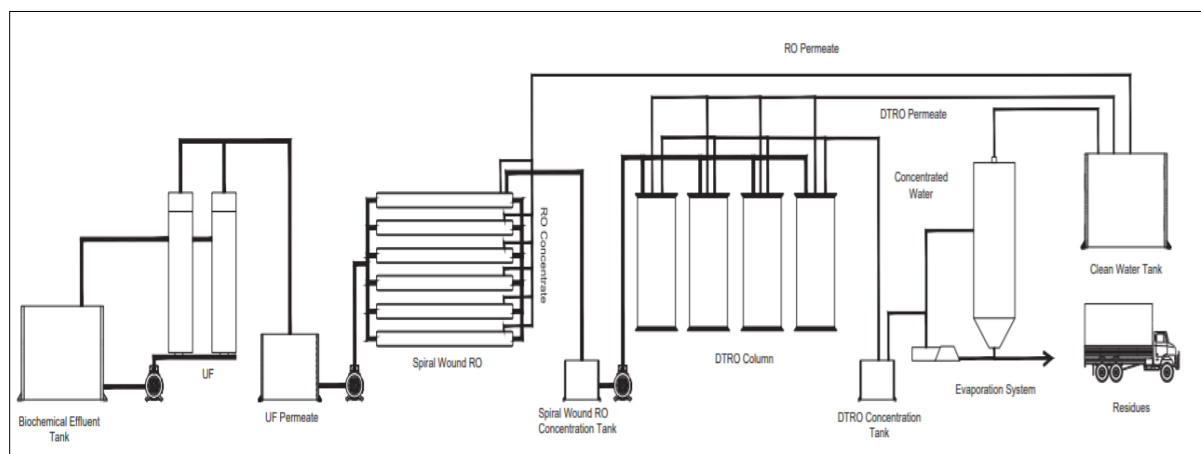 RO Permeate
DTRO Permeate
Concentrated
Water
RO Concentrate
Clean Water Tank
UF
Spiral Wound RO
DTRO Column
Evaporation System
Residues
Biochemical Effluent
Tank
UF Permeate
Spiral Wound RO
Concentration Tank
DTRO Concentration
Tank